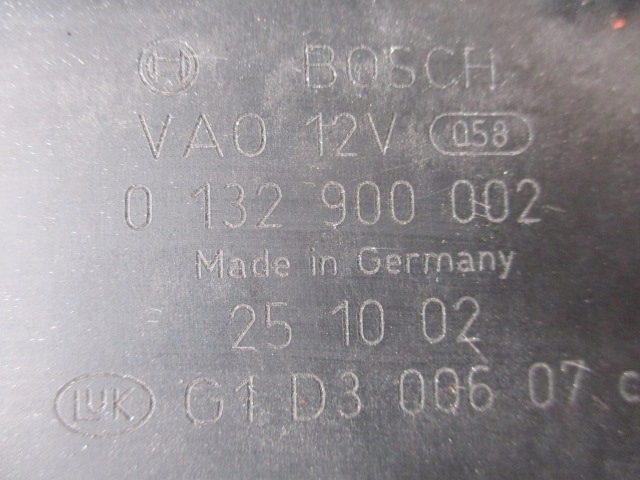 BOSCH
VAO 12V 058
0 132 900 002
Made in Germany
25 10 02
LUK G1 D3 006 07